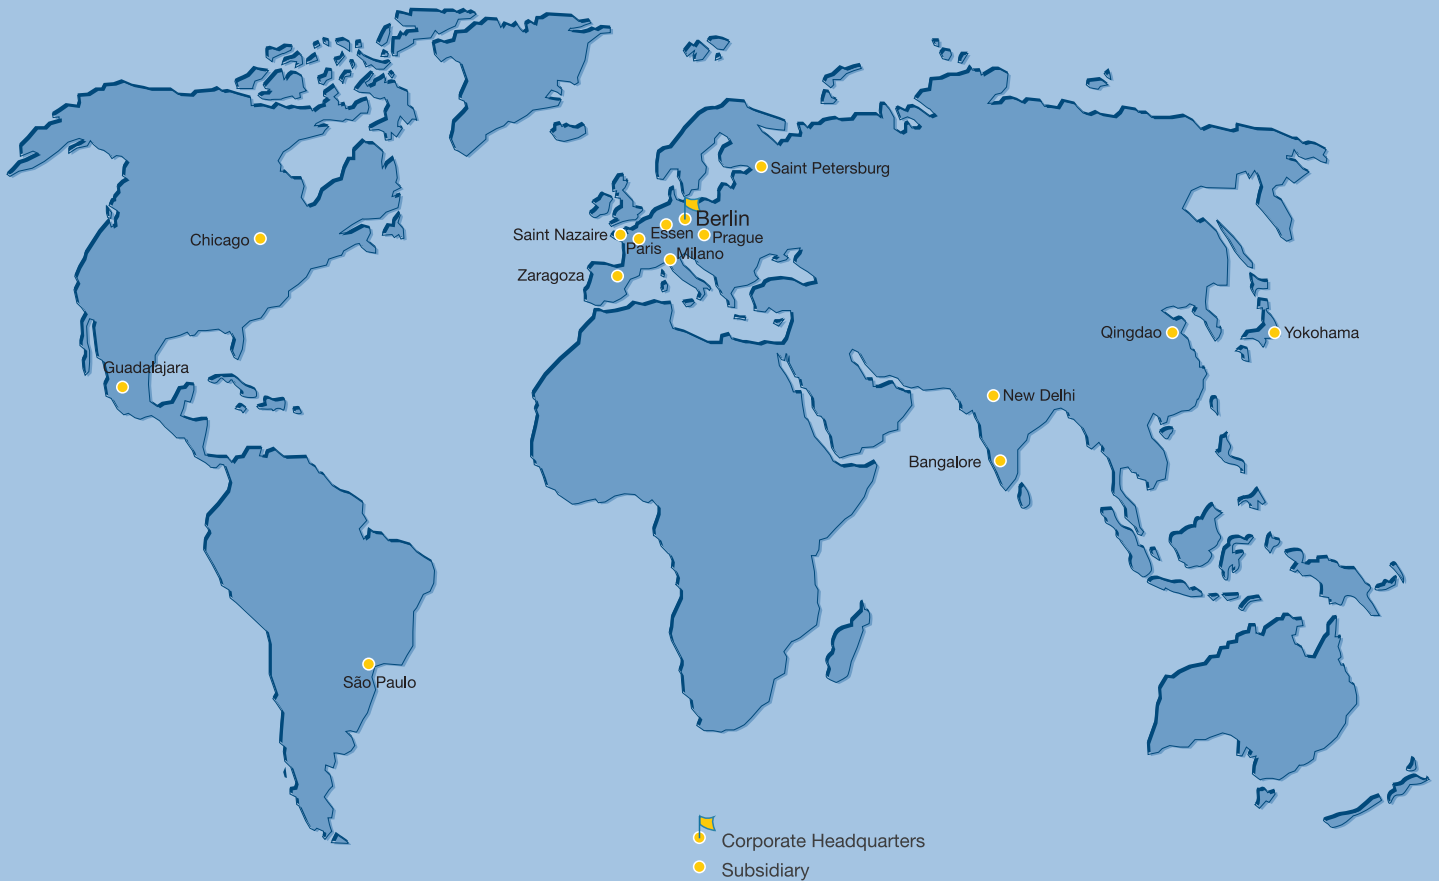 Saint Petersburg
Berlin
Saint Nazaire
Essen
Prague
Chicago
Paris
Milano
Zaragoza
Qingdao
Yokohama
Guadalajara
New Delhi
Bangalore
São Paulo
Corporate Headquarters
Subsidiary